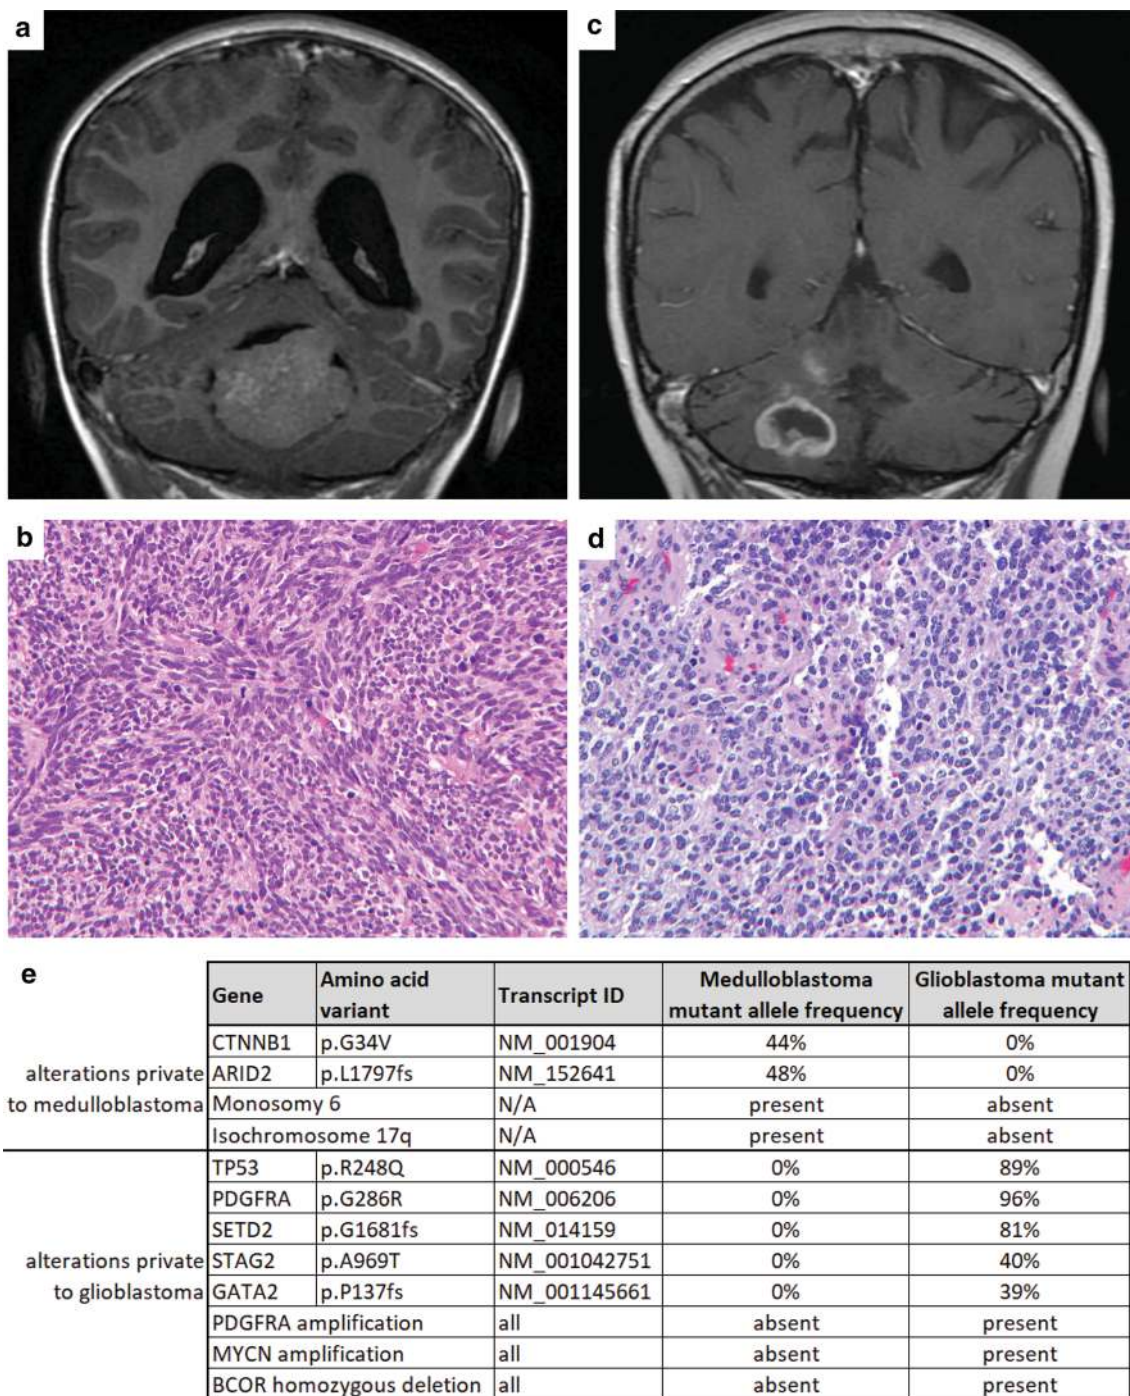 a
c
b
d
e
Gene Amino acid variant Transcript ID Medulloblastoma mutant allele frequency Glioblastoma mutant allele frequency
alterations private to medulloblastoma
CTNNB1 p.G34V NM_001904 44% 0%
ARID2 p.L1797fs NM_152641 48% 0%
Monosomy 6 N/A present absent
Isochromosome 17q N/A present absent
alterations private to glioblastoma
TP53 p.R248Q NM_000546 0% 89%
PDGFRA p.G286R NM_006206 0% 96%
SETD2 p.G1681fs NM_014159 0% 81%
STAG2 p.A969T NM_001042751 0% 40%
GATA2 p.P137fs NM_001145661 0% 39%
PDGFRA amplification all absent present
MYCN amplification all absent present
BCOR homozygous deletion all absent present